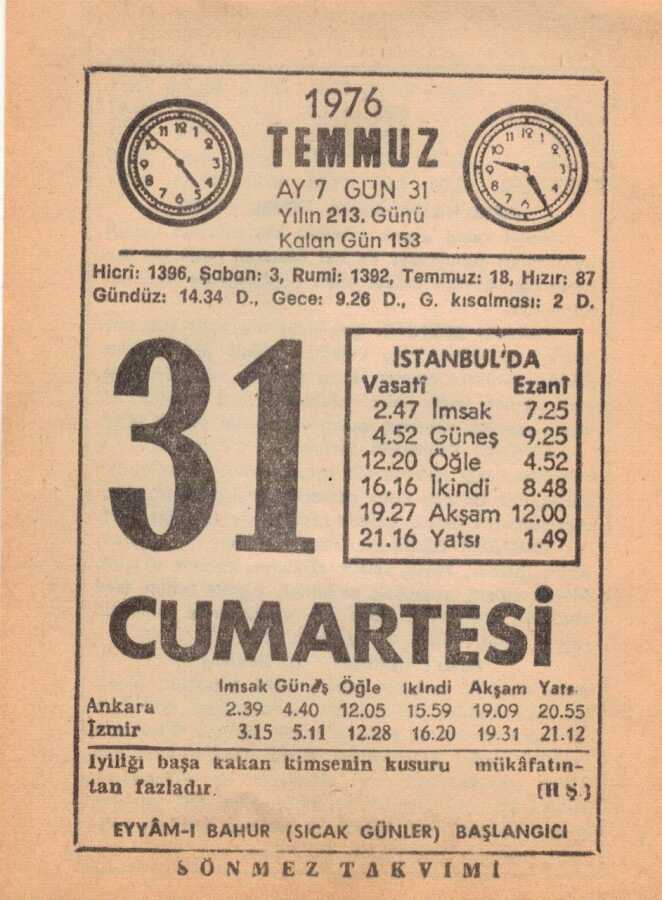 1976
TEMMUZ
AY 7 GÜN 31
Yılın 213. Günü
Kalan Gün 153
Hicri: 1396, Şaban: 3, Rumi: 1392, Temmuz: 18, Hızır: 87
Gündüz: 14.34 D., Gece: 9.26 D., G. kısalması: 2 D.
31
İSTANBUL'DA
Vasatî Ezanî
2.47 İmsak 7.25
4.52 Güneş 9.25
12.20 Öğle 4.52
16.16 İkindi 8.48
19.27 Akşam 12.00
21.16 Yatsı 1.49
CUMARTESİ
İmsak Güneş Öğle İkindi Akşam Yatsı
Ankara 2.39 4.40 12.05 15.59 19.09 20.55
İzmir 3.15 5.11 12.28 16.20 19.31 21.12
İyiliği başa kakan kimsenin kusuru mükâfatın-
tan fazladır. (H.Ş.)
EYYÂM-I BAHUR (SICAK GÜNLER) BAŞLANGICI
SÖNMEZ TAKVİMİ